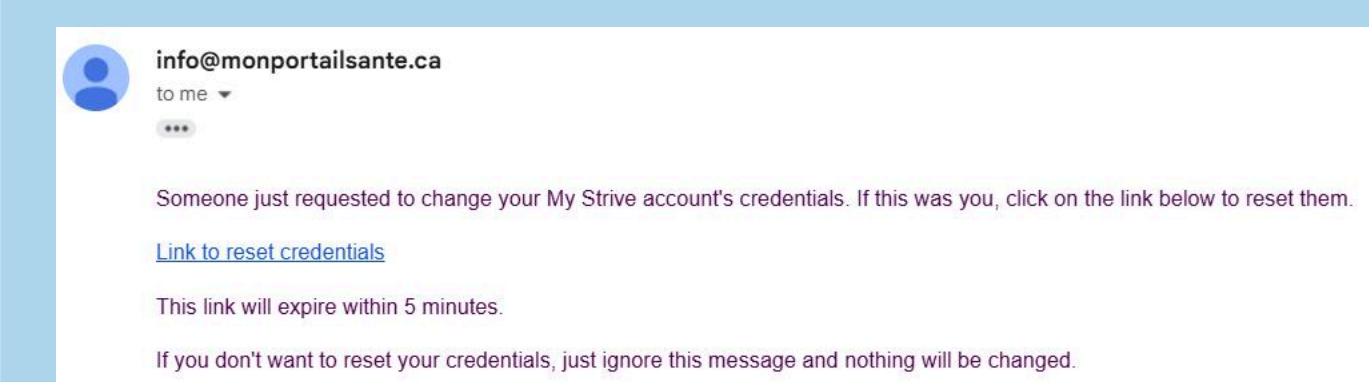 info@monportailsante.ca
to me
Someone just requested to change your My Strive account's credentials. If this was you, click on the link below to reset them.
Link to reset credentials
This link will expire within 5 minutes.
If you don't want to reset your credentials, just ignore this message and nothing will be changed.